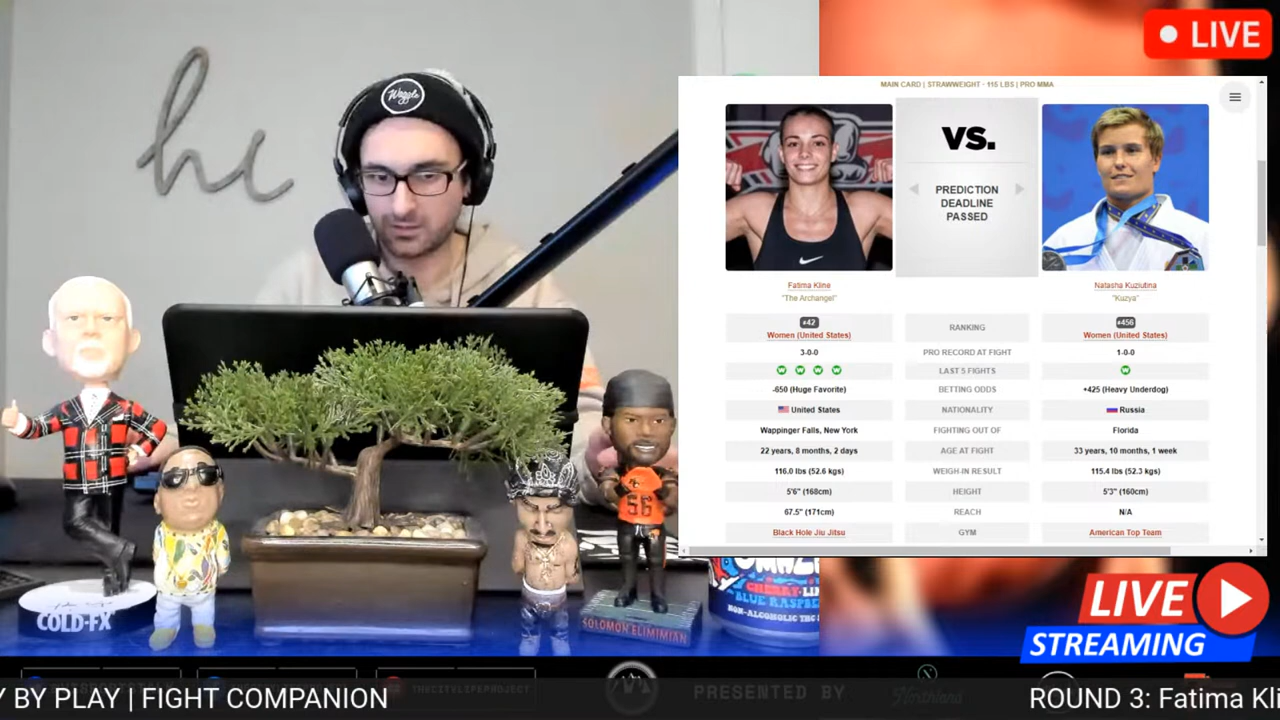 LIVE
hi
Waggle
MAIN CARD | STRAWWEIGHT · 115 LBS | PRO MMA
VS.
PREDICTION
DEADLINE
PASSED
Fatima Kline
"The Archangel"
Natasha Kuziutina
"Kuzya"
#42
Women (United States)
RANKING
#456
Women (United States)
3-0-0
PRO RECORD AT FIGHT
1-0-0
W W W W
LAST 5 FIGHTS
W
-650 (Huge Favorite)
BETTING ODDS
+425 (Heavy Underdog)
United States
NATIONALITY
Russia
Wappinger Falls, New York
FIGHTING OUT OF
Florida
22 years, 8 months, 2 days
AGE AT FIGHT
33 years, 10 months, 1 week
116.0 lbs (52.6 kgs)
WEIGH-IN RESULT
115.4 lbs (52.3 kgs)
5'6" (168cm)
HEIGHT
5'3" (160cm)
67.5" (171cm)
REACH
N/A
Black Hole Jiu Jitsu
GYM
American Top Team
56
COLD-FX
SOLOMON ELIMIMIAN
BLUE RASPB
LIVE
STREAMING
THECITYLIFEPROJECT
PRESENTED BY
Northland
Y BY PLAY | FIGHT COMPANION
ROUND 3: Fatima Kli